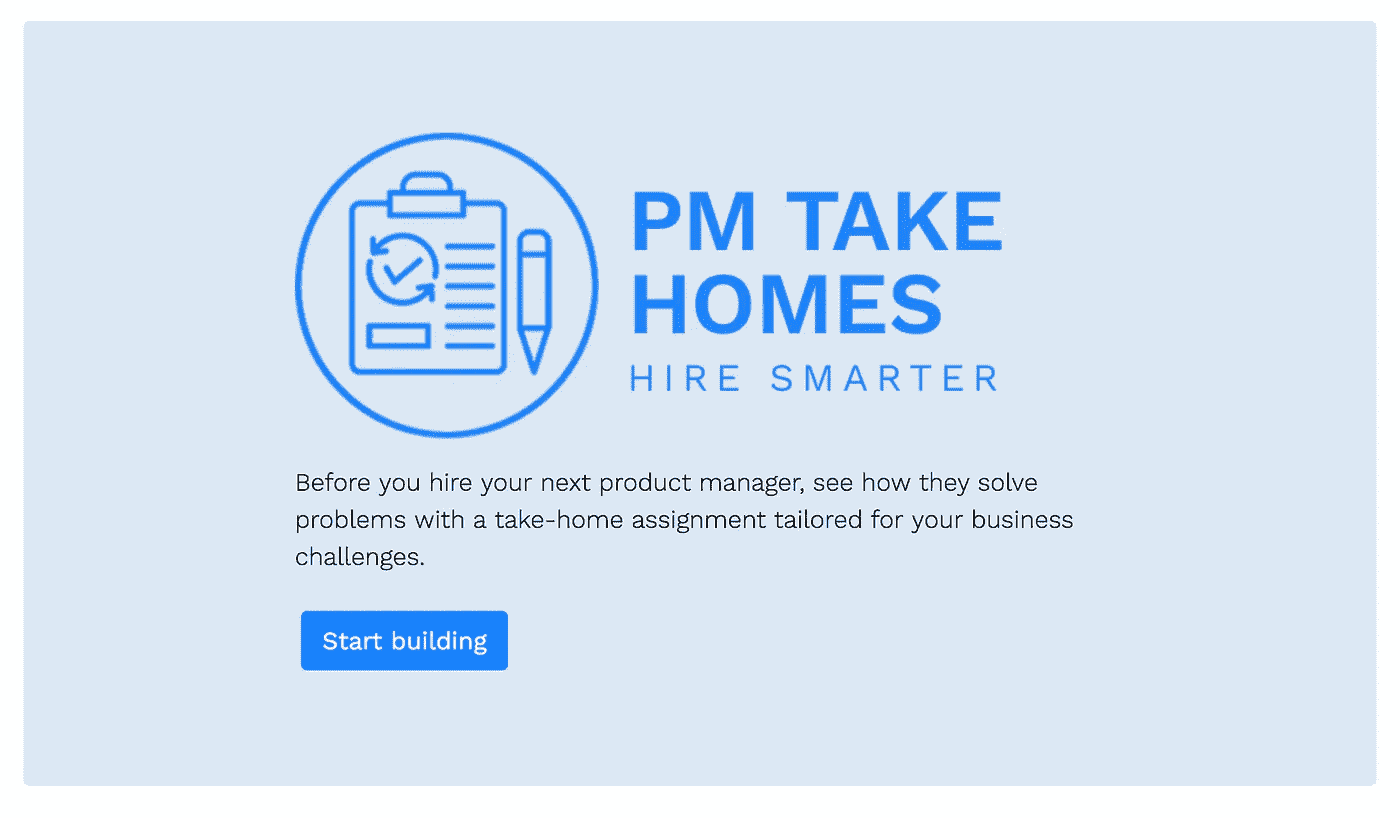 PM TAKE
HOMES
HIRE SMARTER
Before you hire your next product manager, see how they solve
problems with a take-home assignment tailored for your business
challenges.
Start building